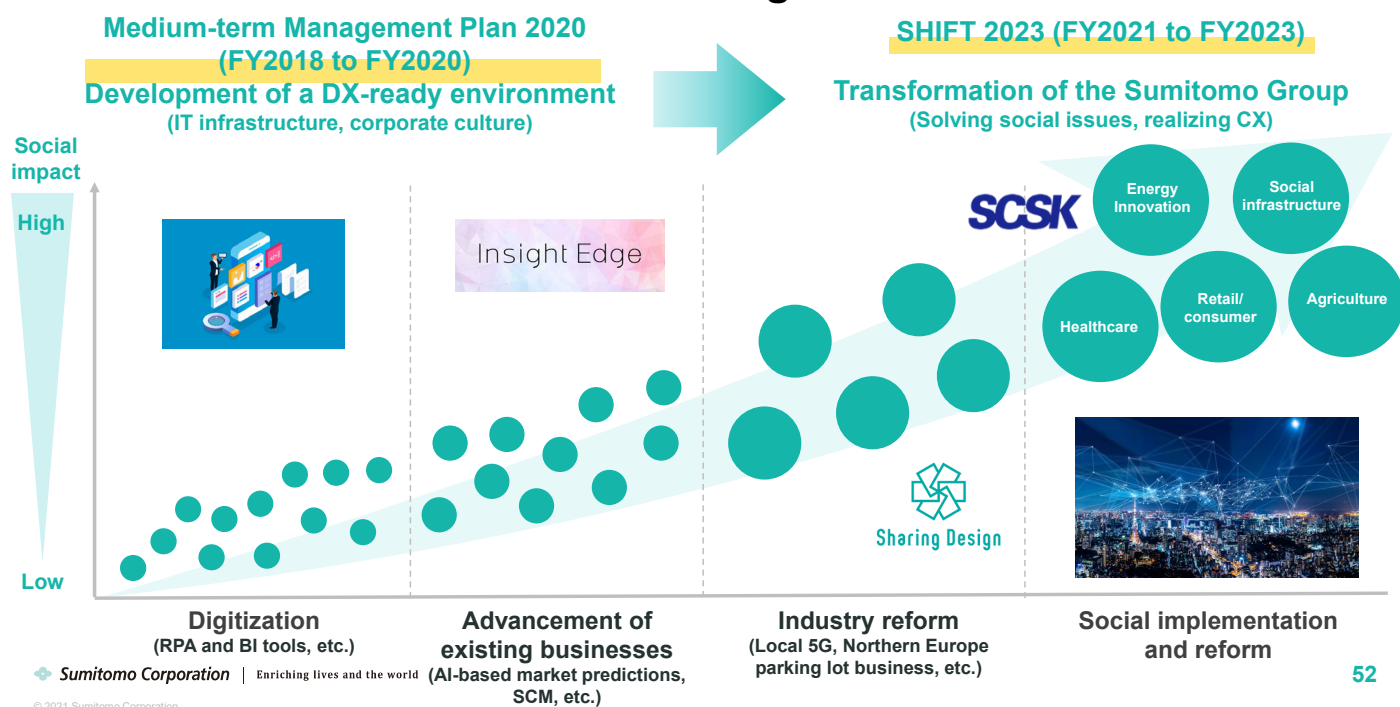 Medium-term Management Plan 2020
(FY2018 to FY2020)
Development of a DX-ready environment
(IT infrastructure, corporate culture)
SHIFT 2023 (FY2021 to FY2023)
Transformation of the Sumitomo Group
(Solving social issues, realizing CX)
Social
impact
High
Low
Insight Edge
SCSK
Energy
Innovation
Social
infrastructure
Healthcare
Retail/
consumer
Agriculture
Sharing Design
Digitization
(RPA and BI tools, etc.)
Advancement of
existing businesses
(AI-based market predictions,
SCM, etc.)
Industry reform
(Local 5G, Northern Europe
parking lot business, etc.)
Social implementation
and reform
Sumitomo Corporation
Enriching lives and the world
52
© 2021 Sumitomo Corporation